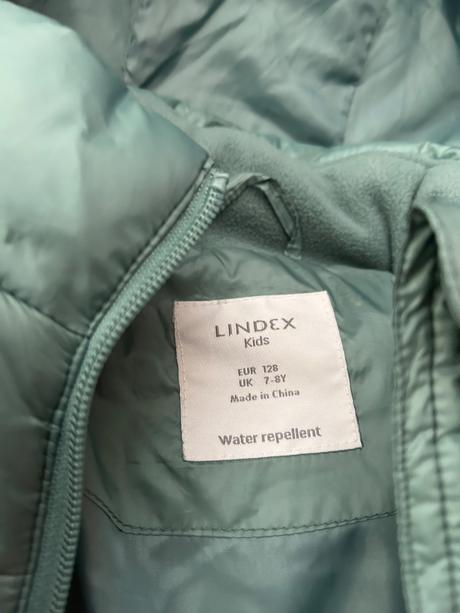 LINDEX
Kids
EUR 128
UK 7-8Y
Made in China
Water repellent